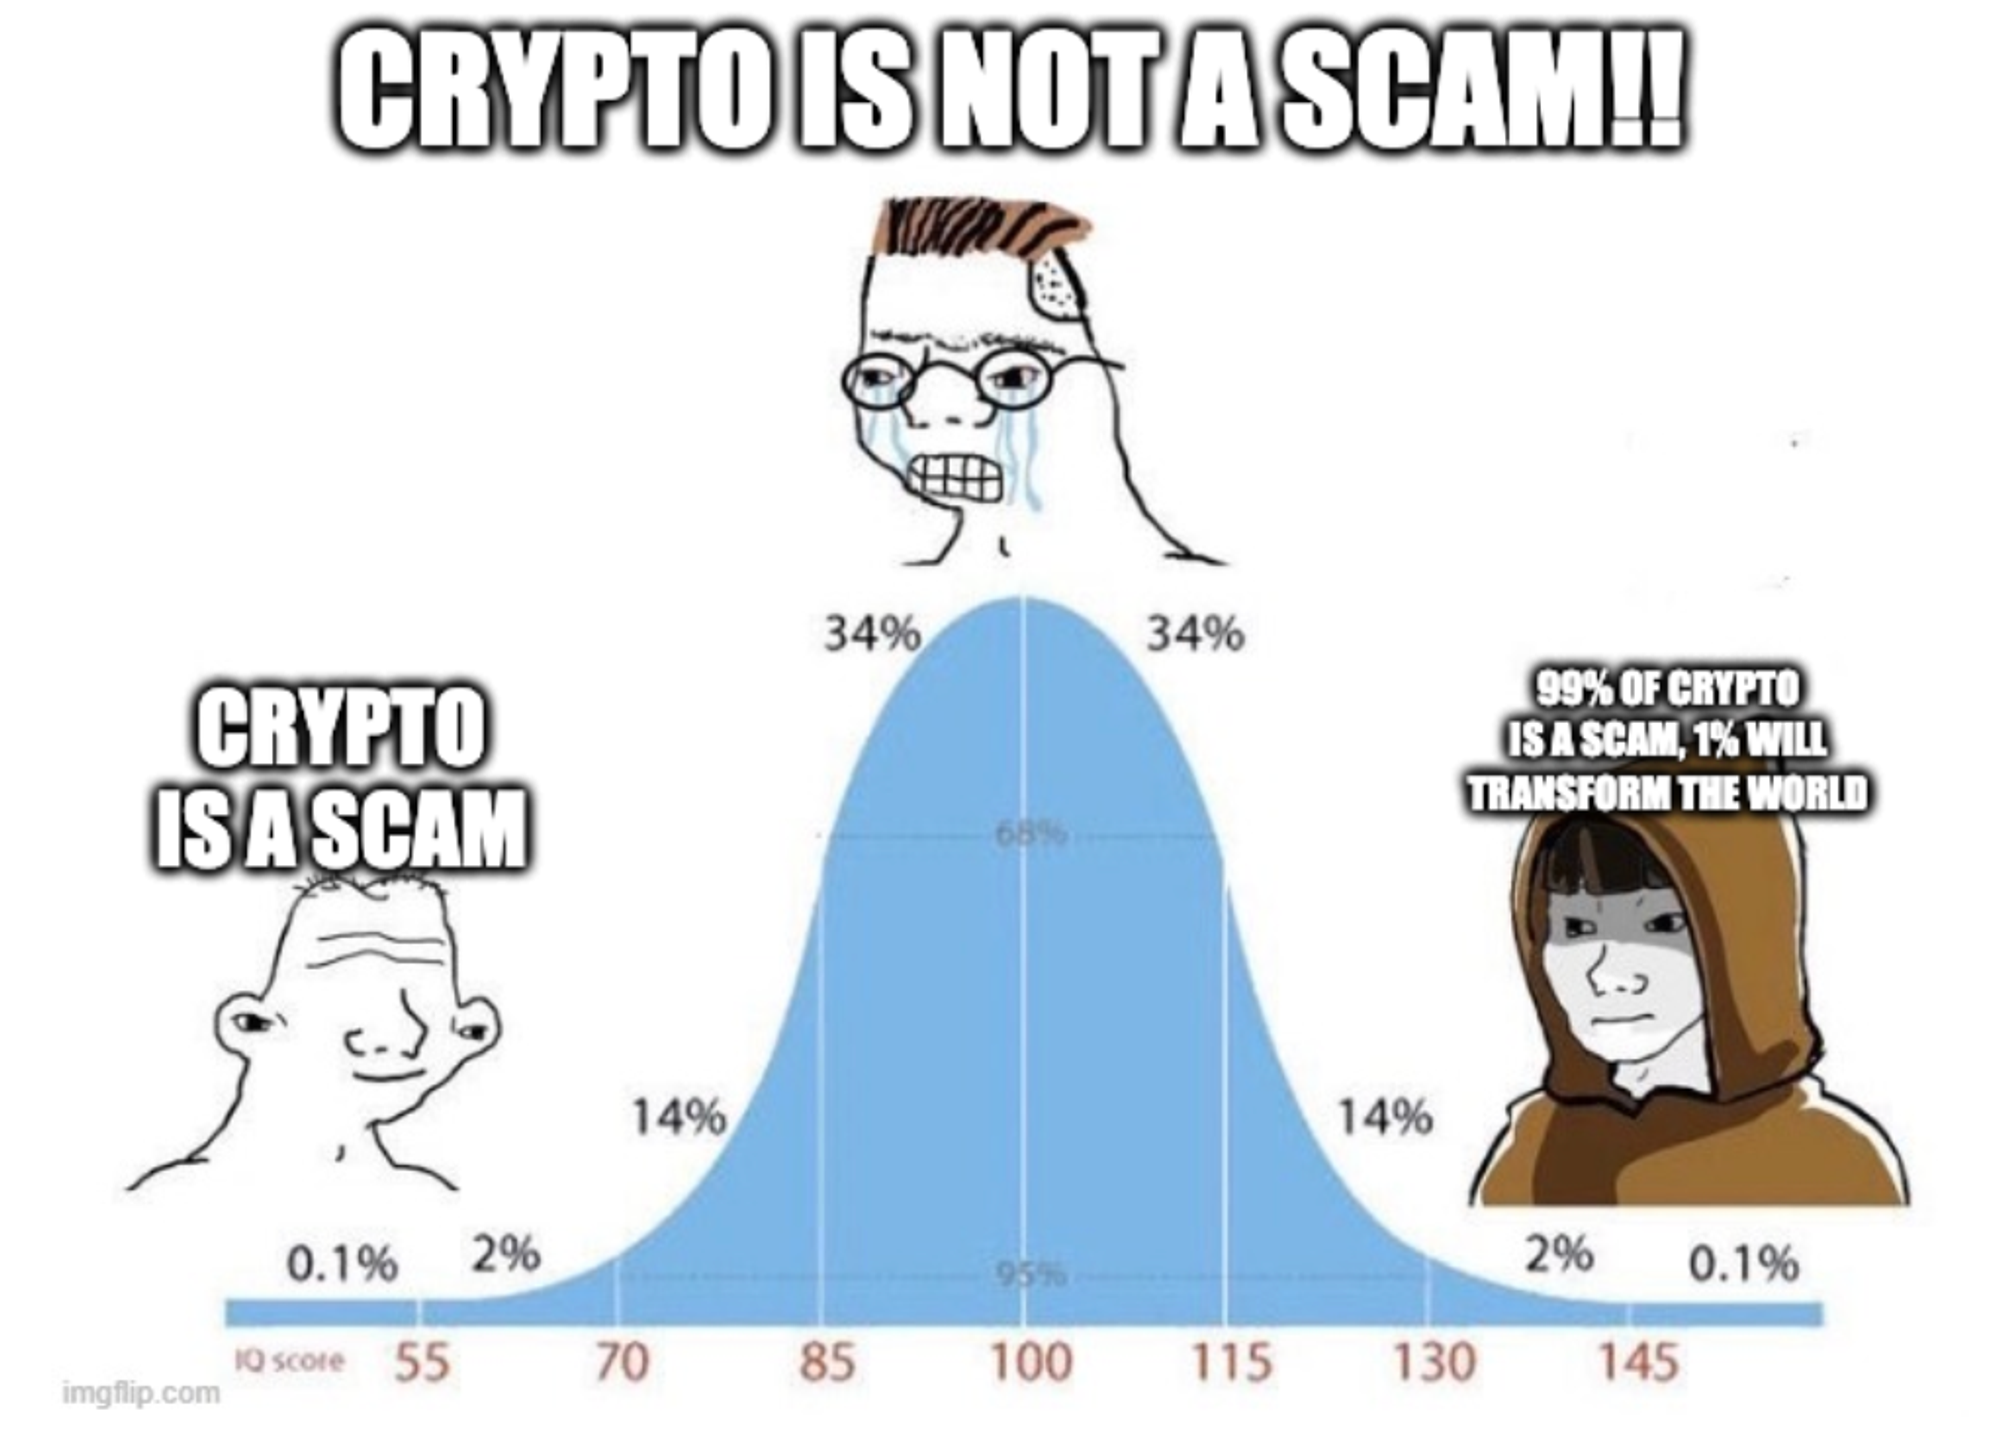 CRYPTO IS NOT A SCAM!!
34% 34%
CRYPTO
IS A SCAM
99% OF CRYPTO
IS A SCAM, 1% WILL
TRANSFORM THE WORLD
68%
14% 14%
0.1% 2% 95% 2% 0.1%
IQ score 55 70 85 100 115 130 145
imgflip.com